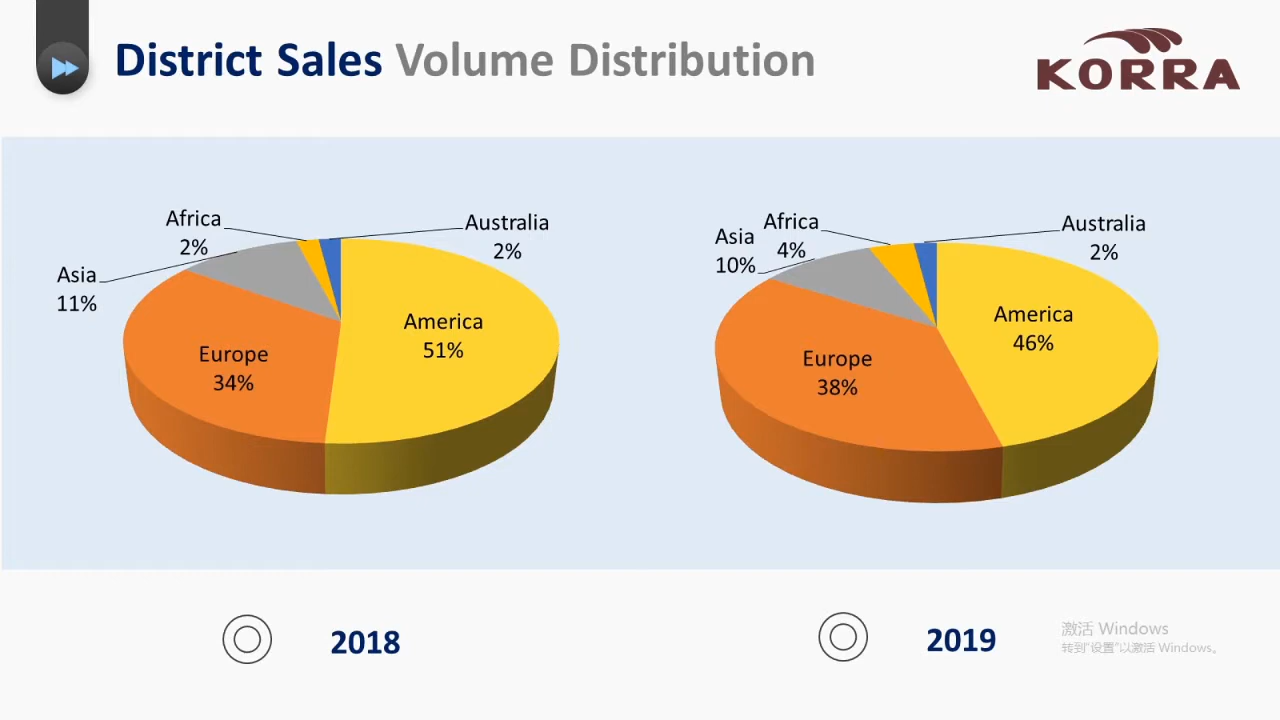 District Sales Volume Distribution
KORRA
Africa
2%
Australia
2%
Asia
11%
America
51%
Europe
34%
Africa
4%
Australia
2%
Asia
10%
America
46%
Europe
38%
2018
2019
激活 Windows
转到"设置"以激活 Windows。